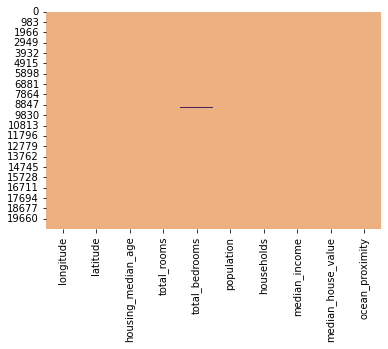 0
983
1966
2949
3932
4915
5898
6881
7864
8847
9830
10813
11796
12779
13762
14745
15728
16711
17694
18677
19660
longitude
latitude
housing_median_age
total_rooms
total_bedrooms
population
households
median_income
median_house_value
ocean_proximity